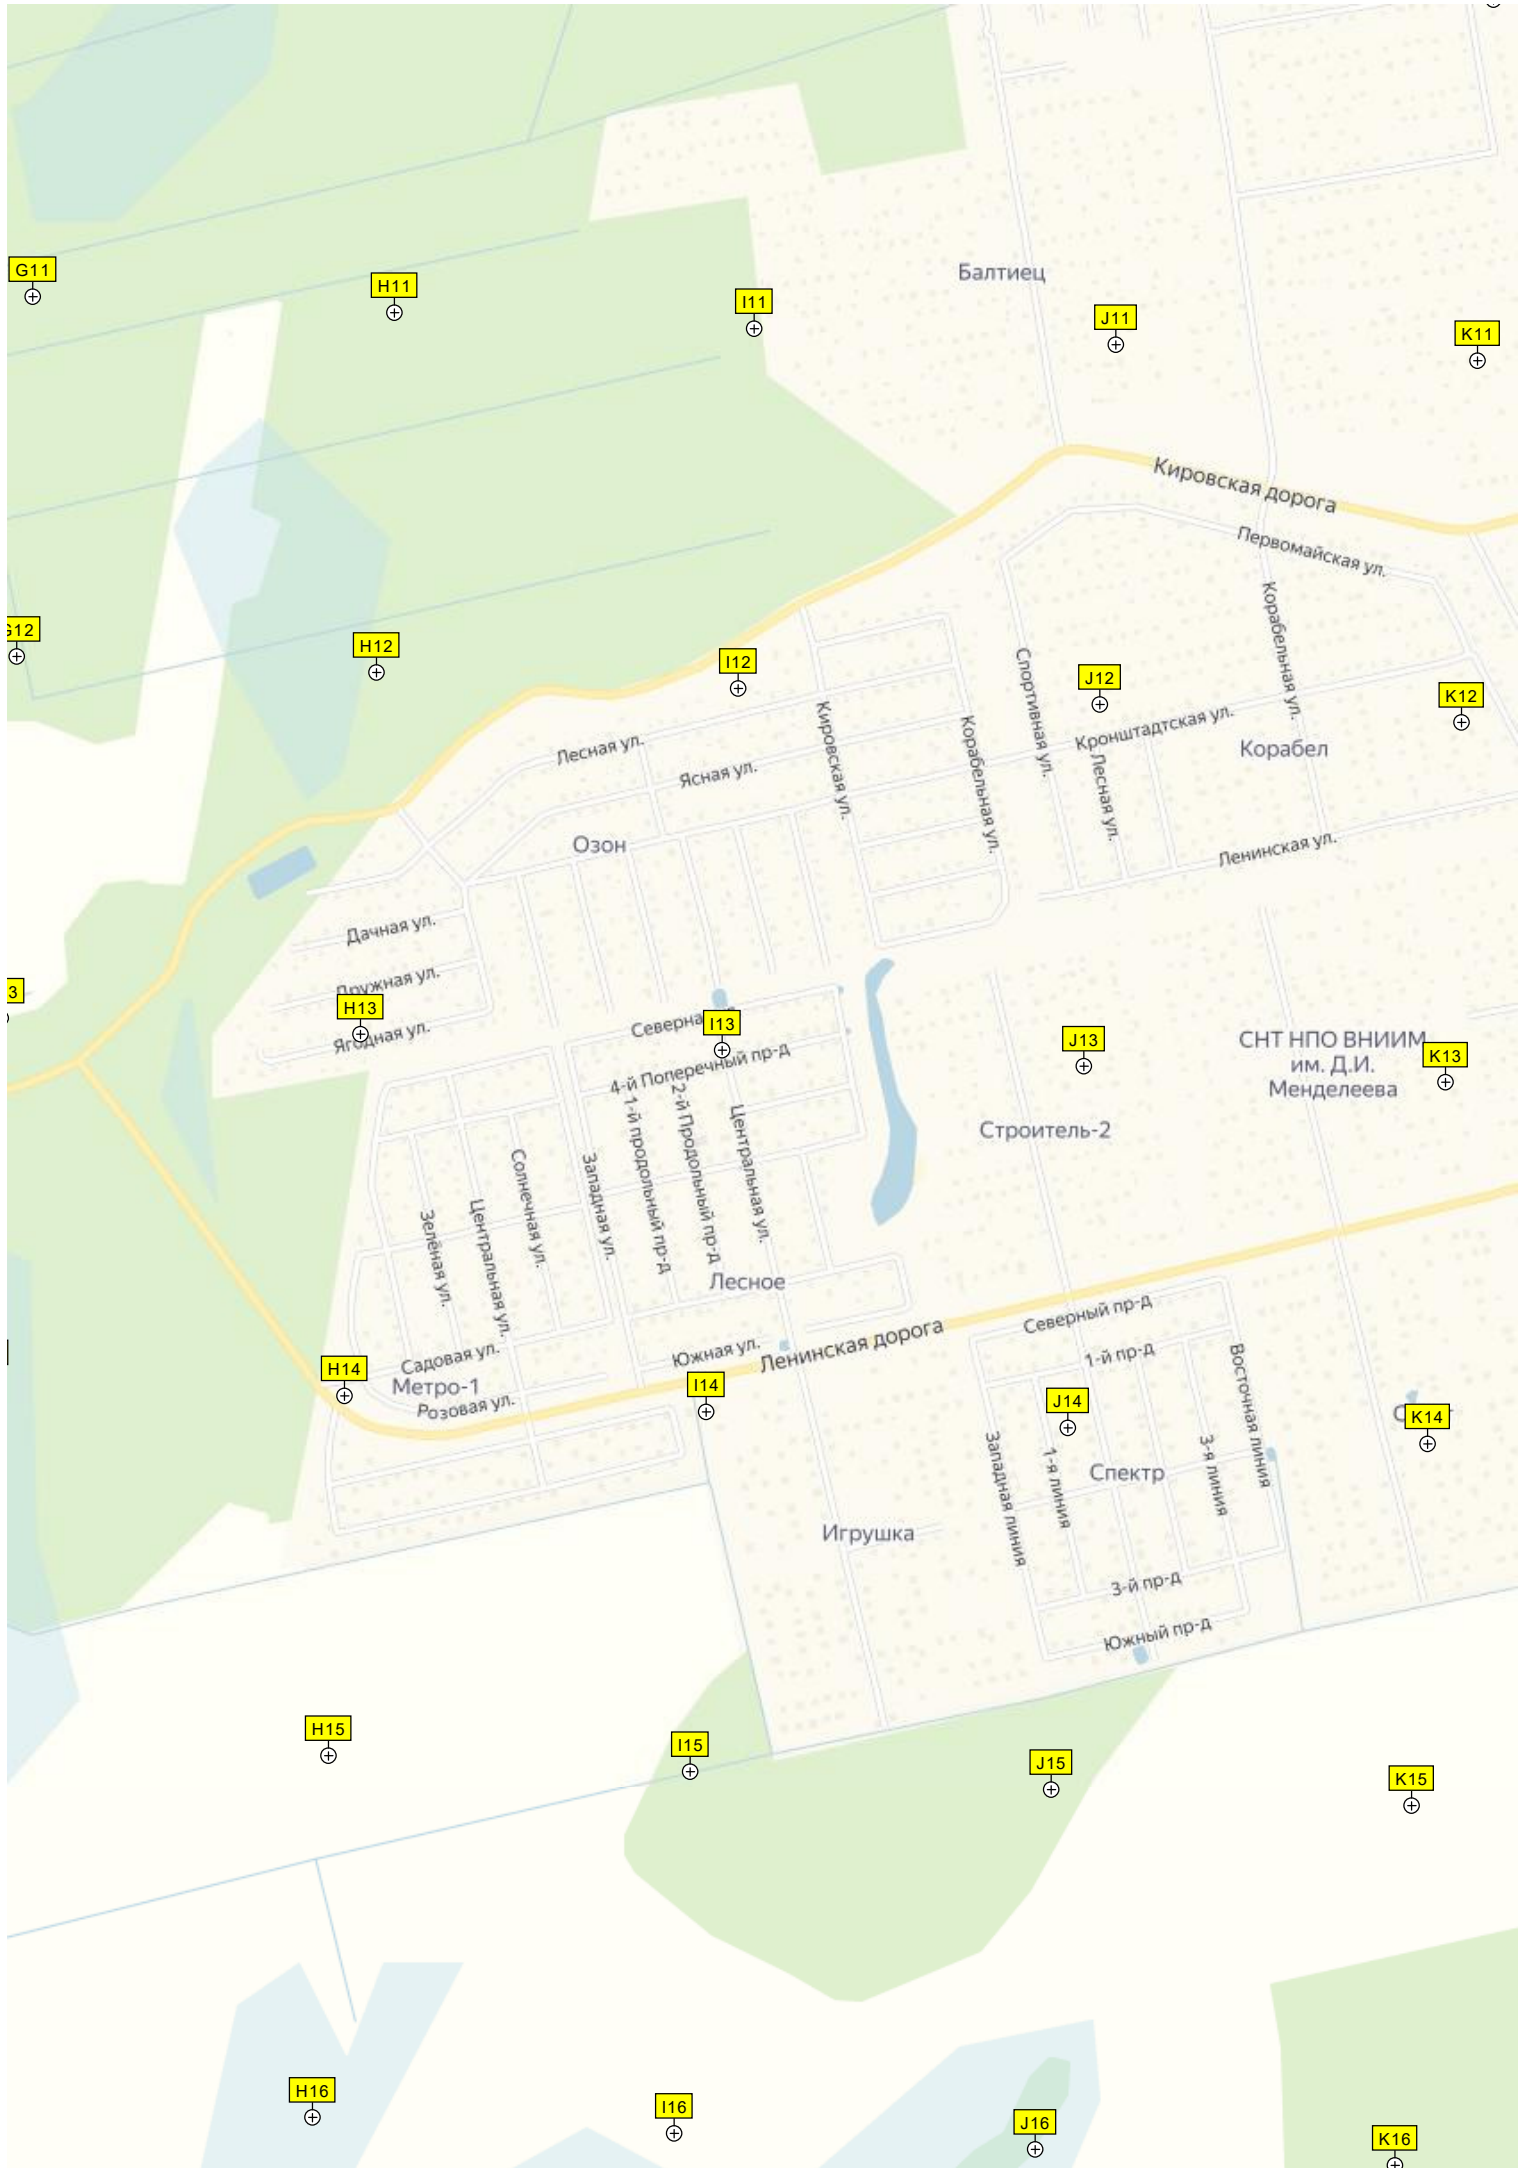 Балтиец
G11
H11
I11
J11
K11
Кировская дорога
Первомайская ул.
Корабельная ул.
H12
I12
J12
K12
Спортивная ул.
Кировская ул.
Корабельная ул.
Лесная ул.
Ясная ул.
Кронштадтская ул.
Лесная ул.
Корабел
Озон
Ленинская ул.
Дачная ул.
Дружная ул.
H13
Ягодная ул.
I13
4-й Поперечный пр-д
J13
СНТ НПО ВНИИМ
им. Д.И.
Менделеева
K13
Строитель-2
1-й продольный пр-д
2-й Продольный пр-д
Центральная ул.
Солнечная ул.
Западная ул.
Зелёная ул.
Центральная ул.
Лесное
Северный пр-д
Ленинская дорога
Южная ул.
Садовая ул.
1-й пр-д
Восточная линия
H14
Метро-1
Розовая ул.
I14
J14
K14
Западная линия
1-я линия
Спектр
3-я линия
Игрушка
3-й пр-д
Южный пр-д
H15
I15
J15
K15
H16
I16
J16
K16